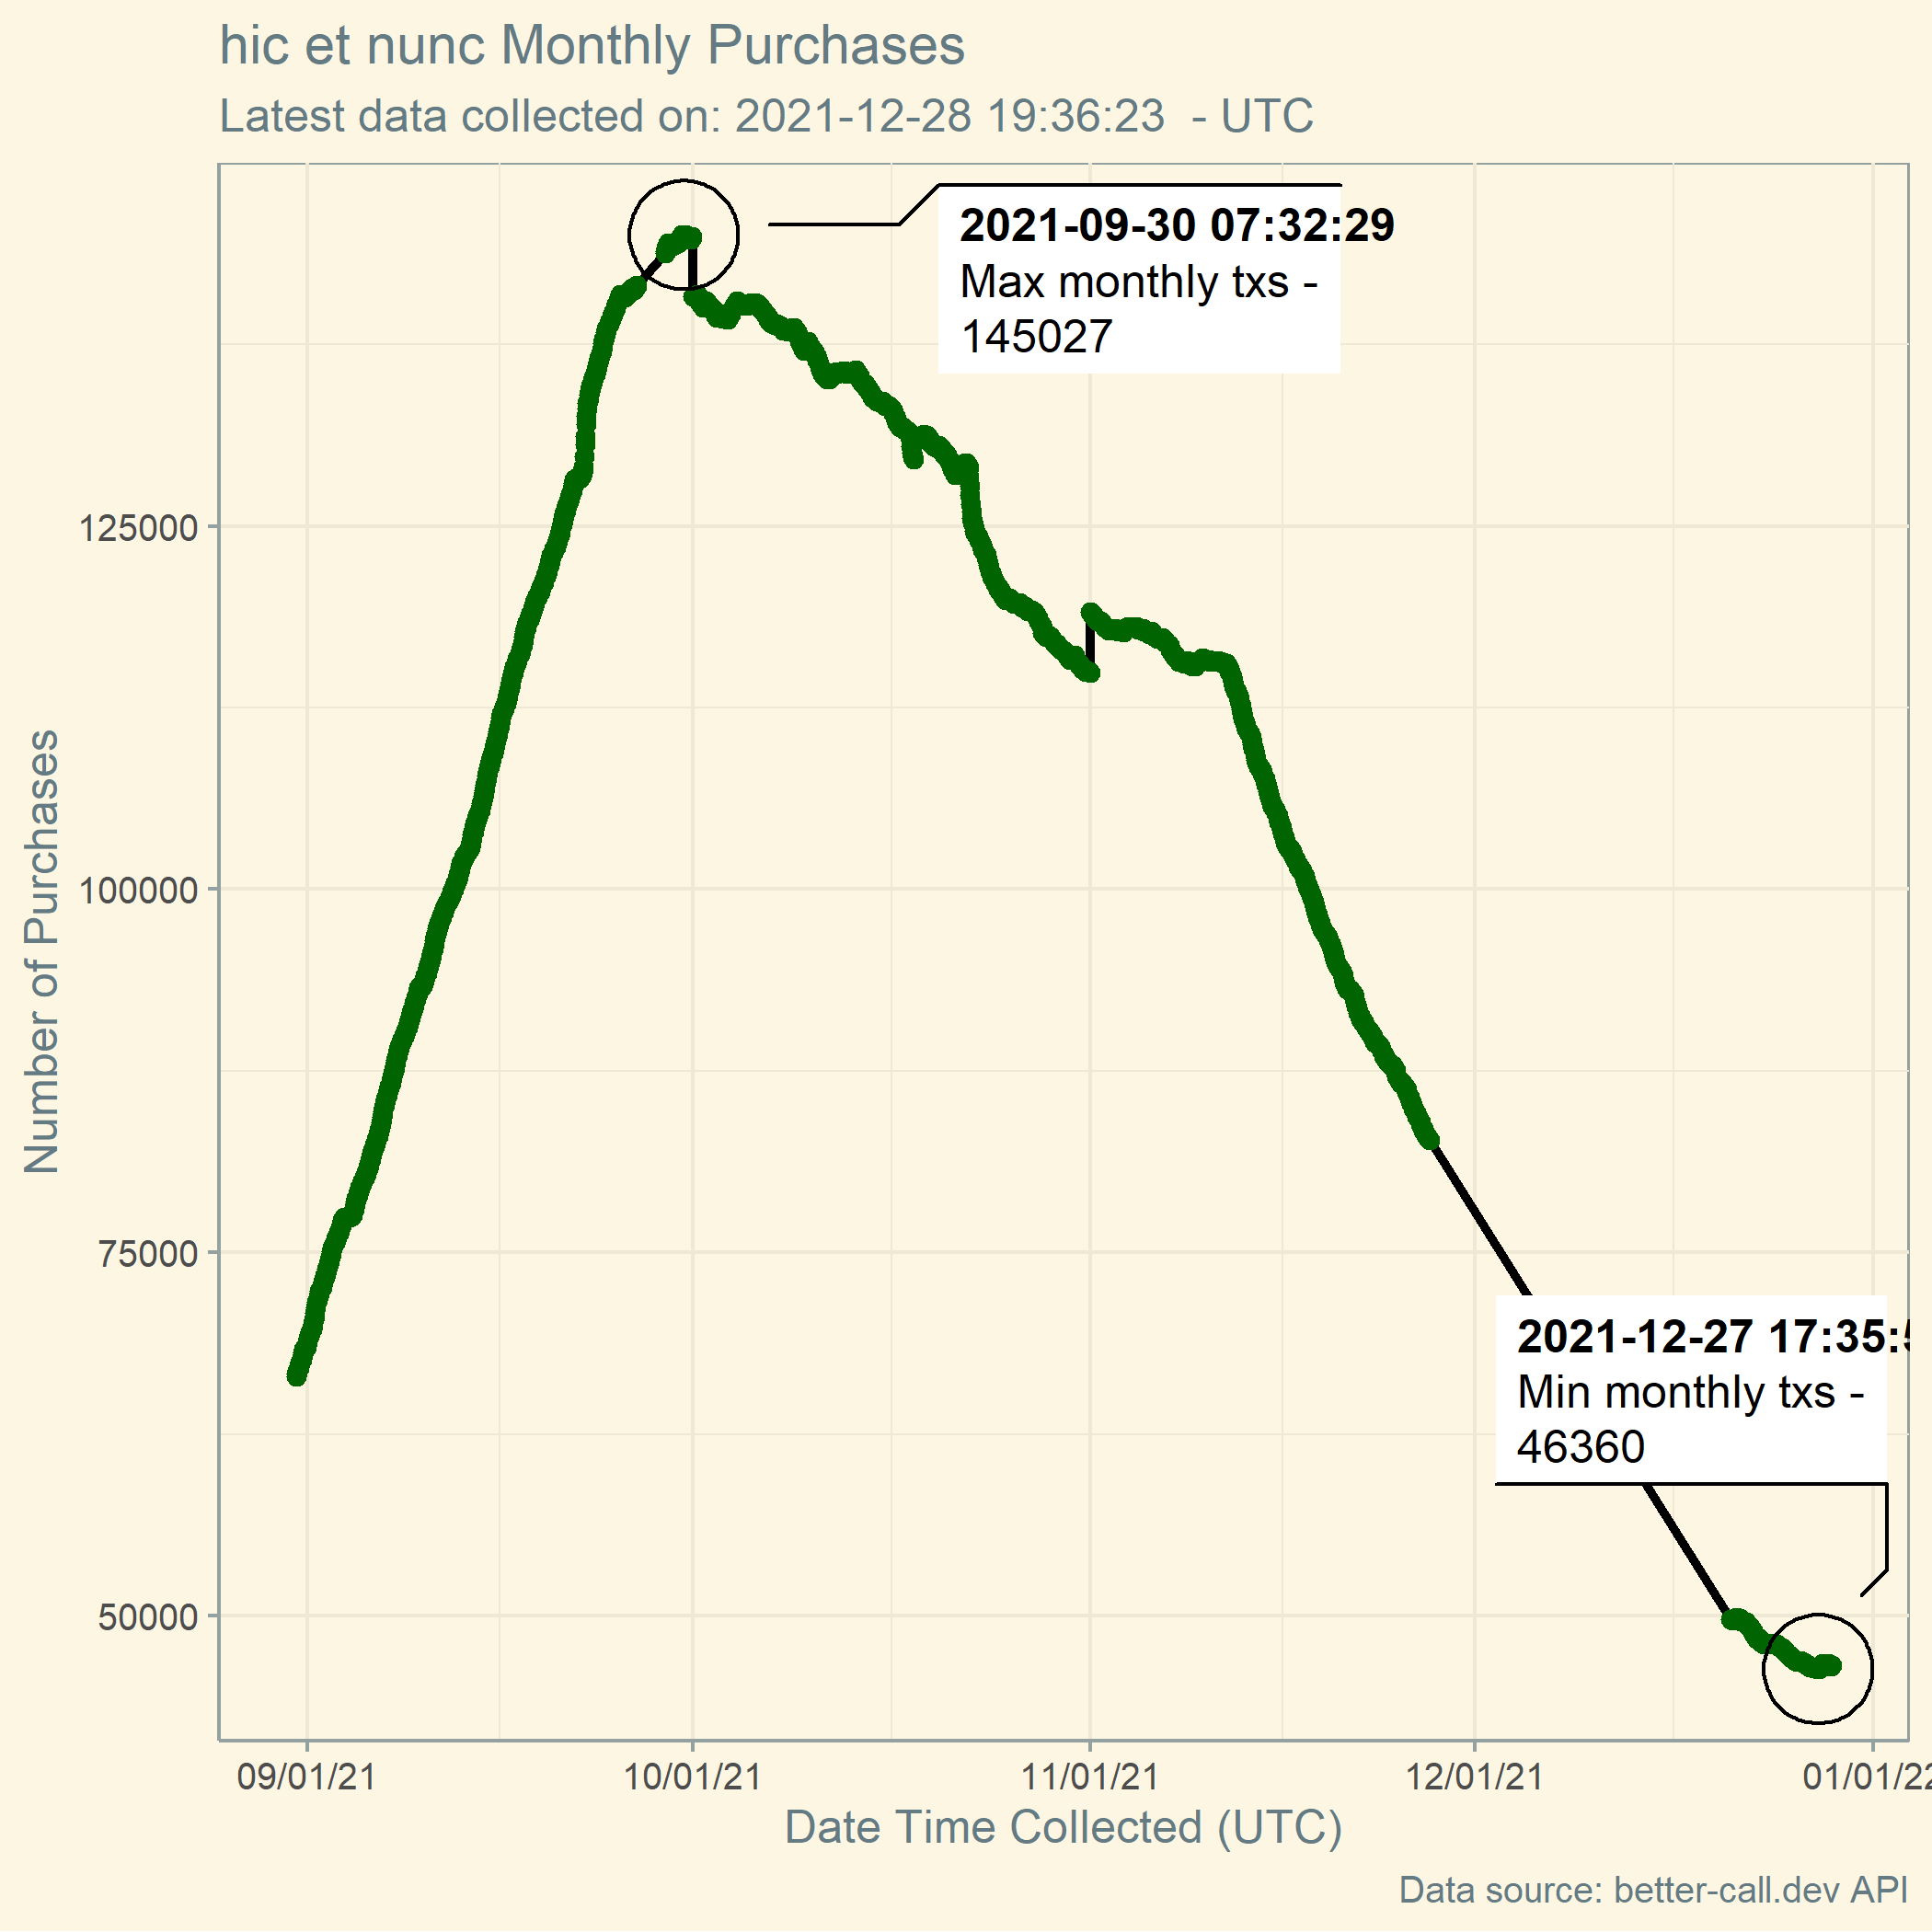 hic et nunc Monthly Purchases
Latest data collected on: 2021-12-28 19:36:23  - UTC
2021-09-30 07:32:29
Max monthly txs -
145027
Number of Purchases
125000
100000
75000
50000
2021-12-27 17:35:
Min monthly txs -
46360
09/01/21
10/01/21
11/01/21
12/01/21
01/01/22
Date Time Collected (UTC)
Data source: better-call.dev API